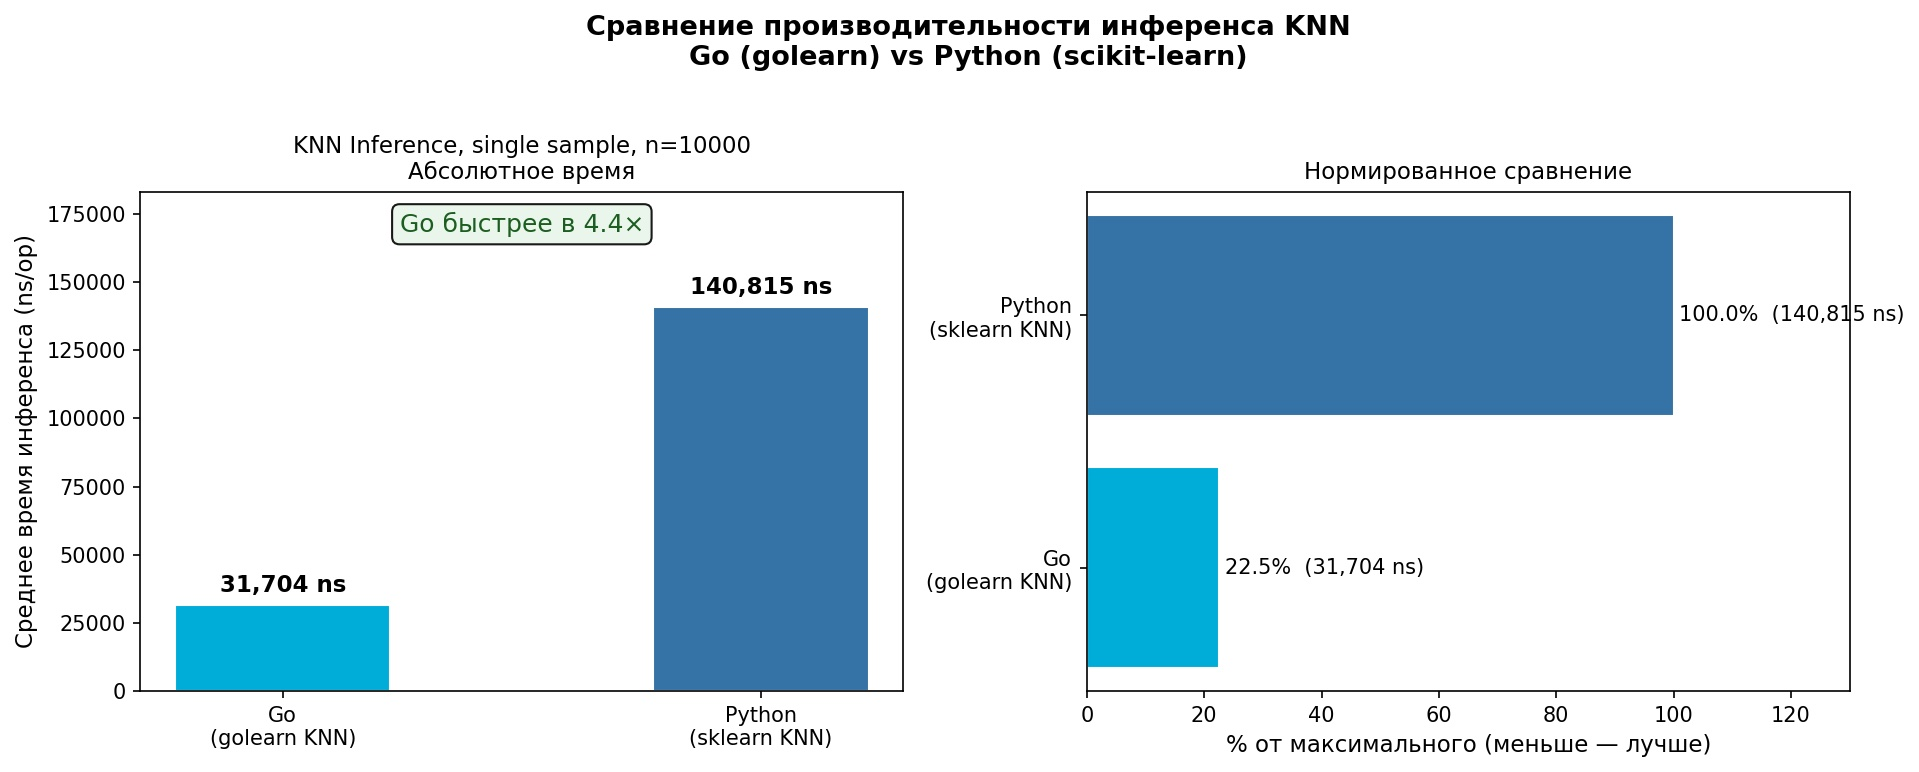 Сравнение производительности инференса KNN
Go (golearn) vs Python (scikit-learn)
KNN Inference, single sample, n=10000
Абсолютное время
Go быстрее в 4.4×
Среднее время инференса (ns/op)
175000
150000
125000
100000
75000
50000
25000
0
31,704 ns
140,815 ns
Go
(golearn KNN)
Python
(sklearn KNN)
Нормированное сравнение
Python
(sklearn KNN)
100.0%  (140,815 ns)
Go
(golearn KNN)
22.5%  (31,704 ns)
0 20 40 60 80 100 120
% от максимального (меньше — лучше)